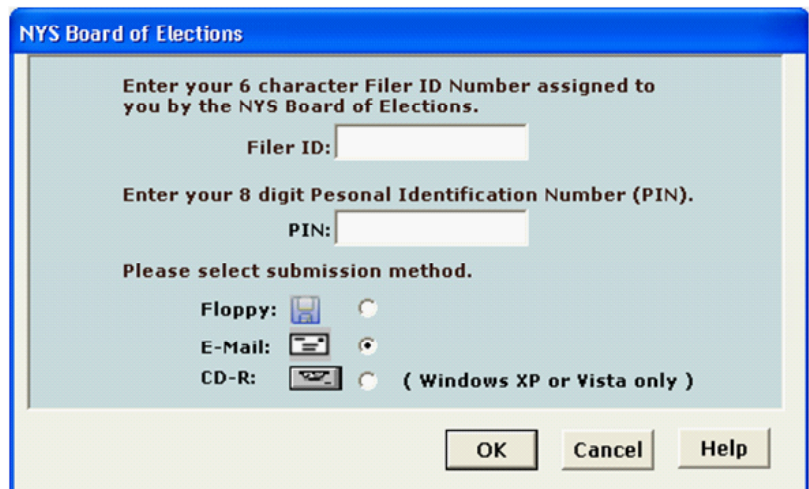 NYS Board of Elections
Enter your 6 character Filer ID Number assigned to
you by the NYS Board of Elections.
Filer ID:
Enter your 8 digit Pesonal Identification Number (PIN).
PIN:
Please select submission method.
Floppy:
E-Mail:
CD-R: ( Windows XP or Vista only )
OK Cancel Help